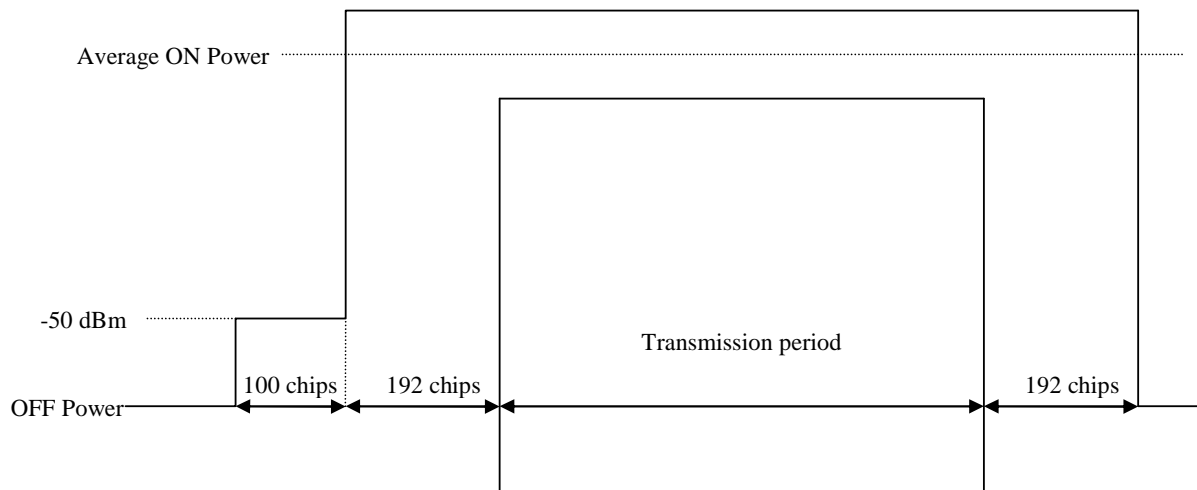 Average ON Power
-50 dBm
Transmission period
100 chips
192 chips
192 chips
OFF Power